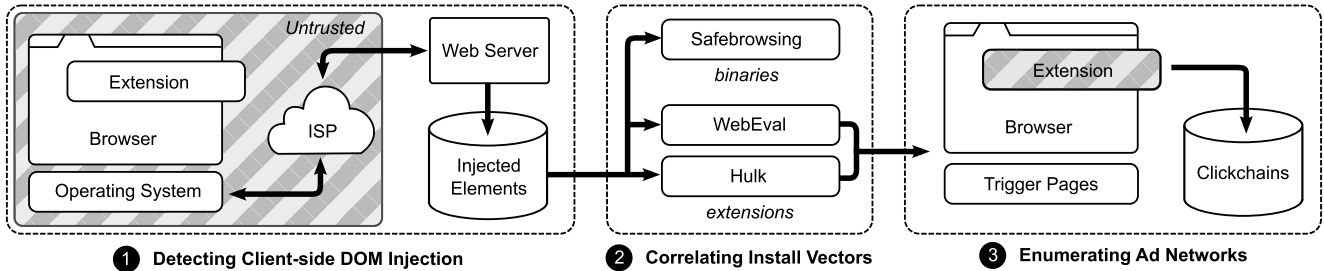 Untrusted
Extension
Browser
Operating System
ISP
Web Server
Injected
Elements
1 Detecting Client-side DOM Injection
Safebrowsing
binaries
WebEval
Hulk
extensions
2 Correlating Install Vectors
Extension
Browser
Trigger Pages
Clickchains
3 Enumerating Ad Networks